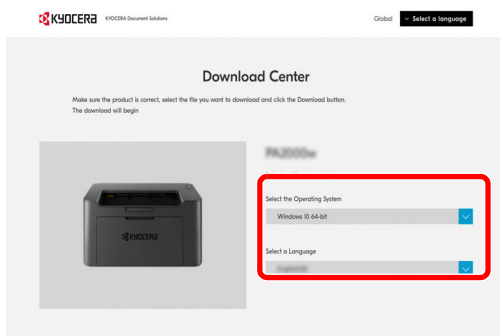 KYOCERA KYOCERA Document Solutions Global Select a language
Download Center
Make sure the product is correct, select the file you want to download and click the Download button.
The download will begin
PA2000w
Select the Operating System
Windows 10 64-bit
KYOCERA
Select a Language